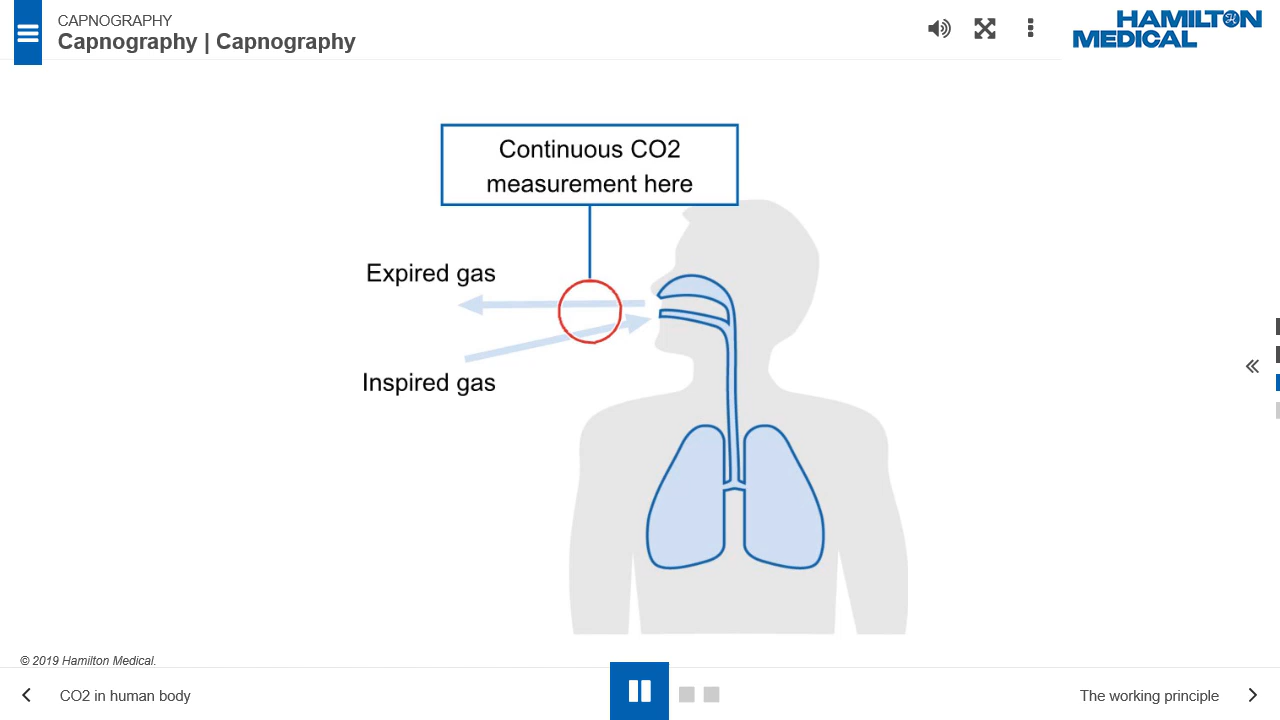 CAPNOGRAPHY
Capnography | Capnography
HAMILTON
MEDICAL
Continuous CO2
measurement here
Expired gas
Inspired gas
© 2019 Hamilton Medical.
CO2 in human body
The working principle